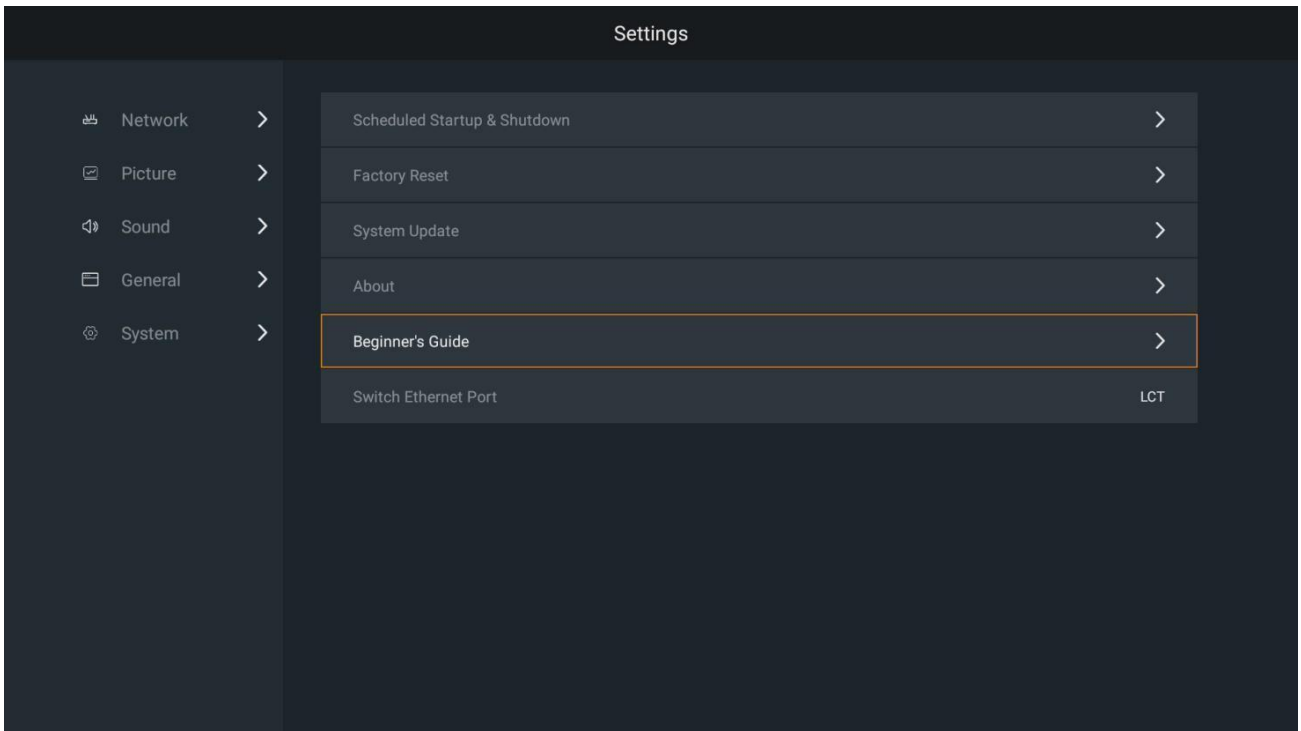 Settings
Network
Picture
Sound
General
System
Scheduled Startup & Shutdown
Factory Reset
System Update
About
Beginner's Guide
Switch Ethernet Port LCT